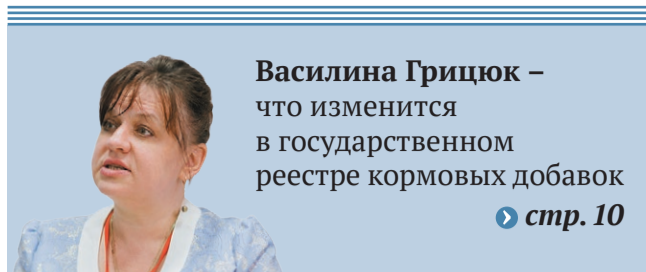 Василина Грицюк –
что изменится
в государственном
реестре кормовых добавок
стр. 10